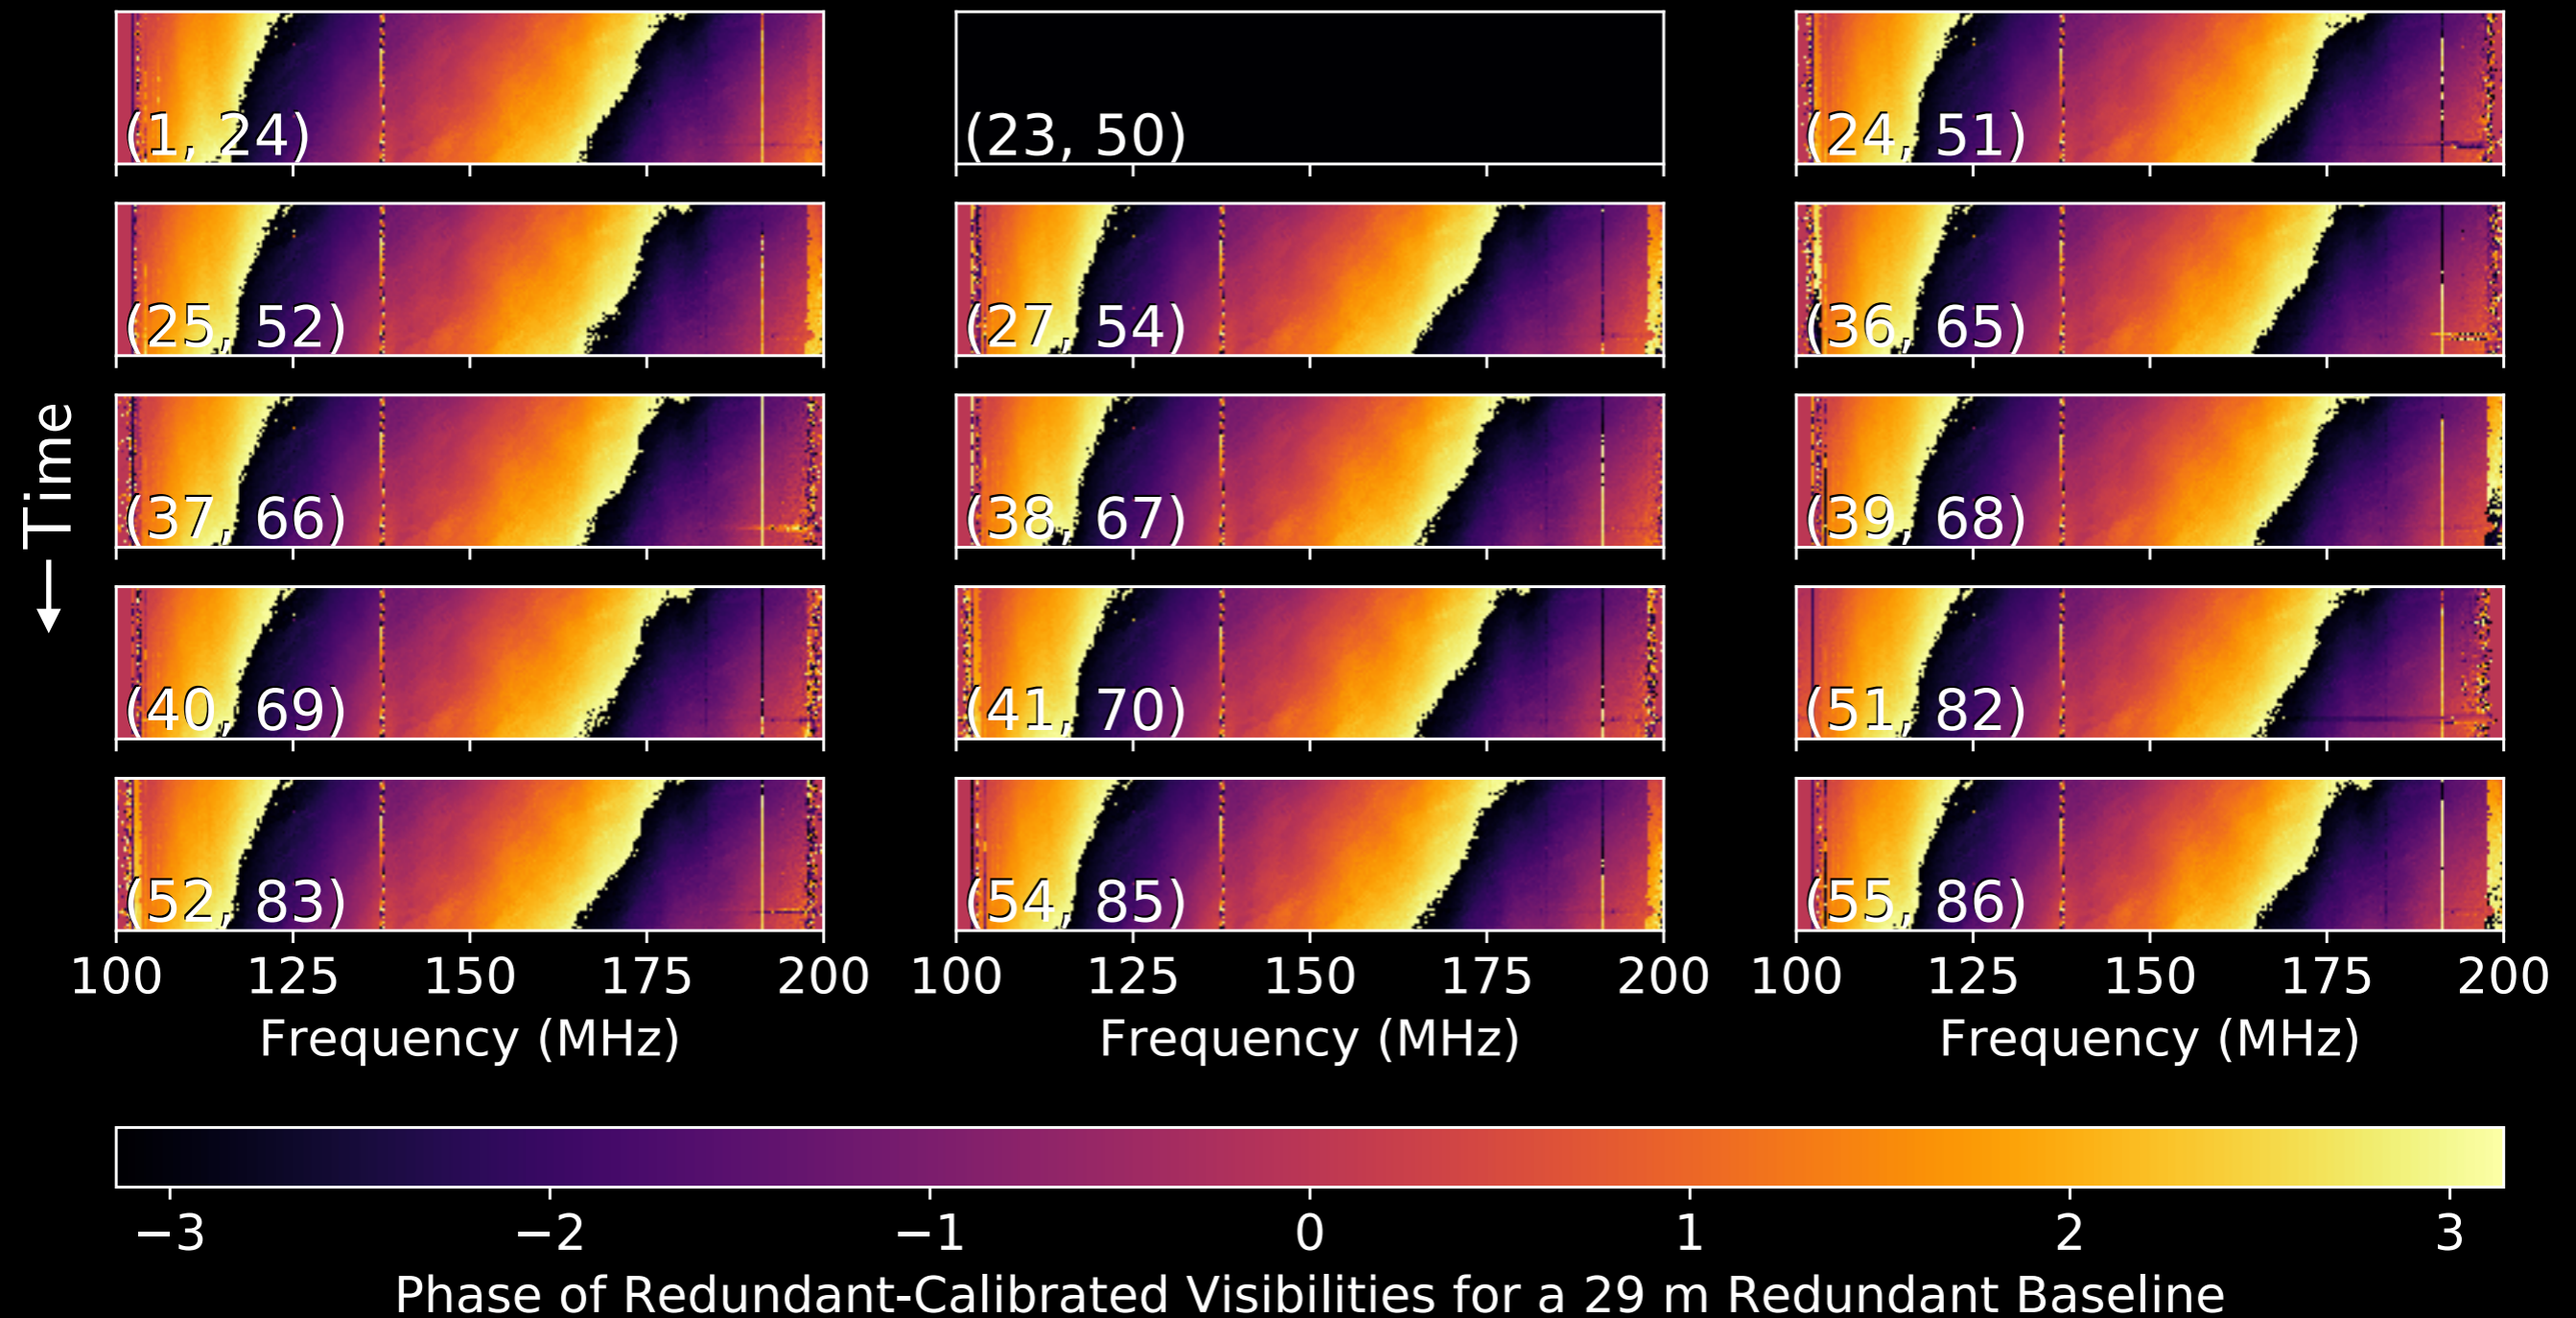 (1, 24)
(23, 50)
(24, 51)
(25, 52)
(27, 54)
(36, 65)
← Time
(37, 66)
(38, 67)
(39, 68)
(40, 69)
(41, 70)
(51, 82)
(52, 83)
(54, 85)
(55, 86)
100 125 150 175 200
100 125 150 175 200
100 125 150 175 200
Frequency (MHz)
Frequency (MHz)
Frequency (MHz)
−3 −2 −1 0 1 2 3
Phase of Redundant-Calibrated Visibilities for a 29 m Redundant Baseline